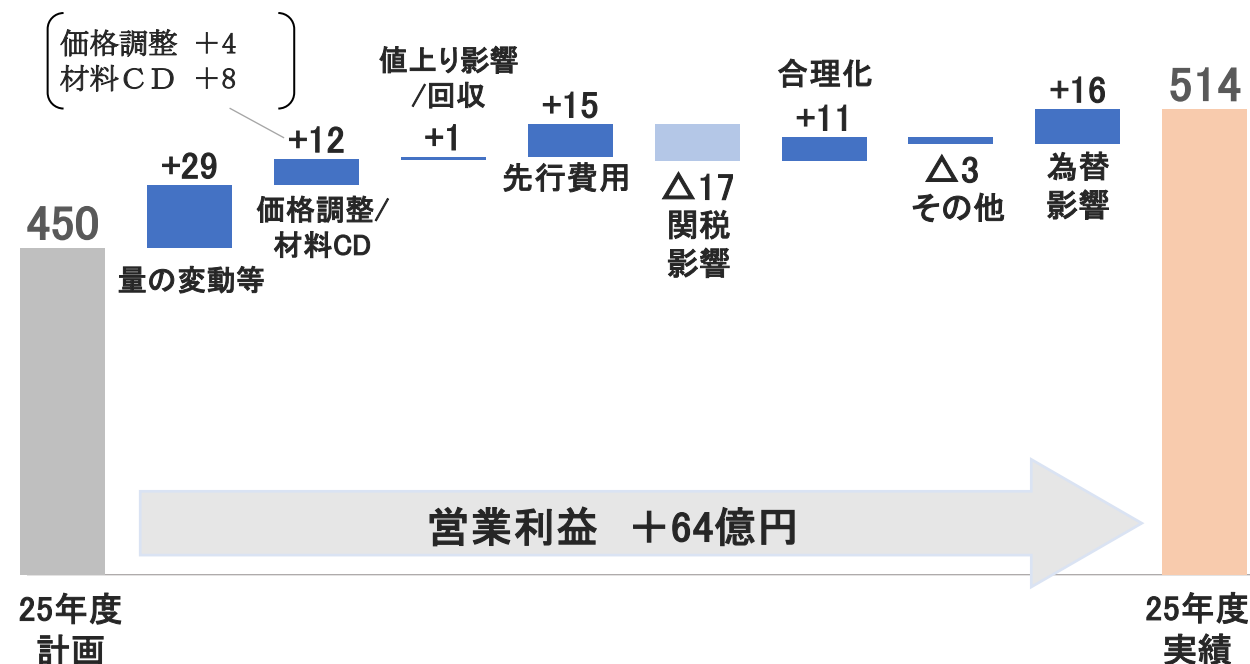 価格調整 ＋4
材料ＣＤ ＋8
値上り影響
/回収
+1
+12
価格調整/
材料CD
+29
量の変動等
450
+15
先行費用
△17
関税
影響
合理化
+11
△3
その他
+16
為替
影響
514
営業利益 ＋64億円
25年度
計画
25年度
実績